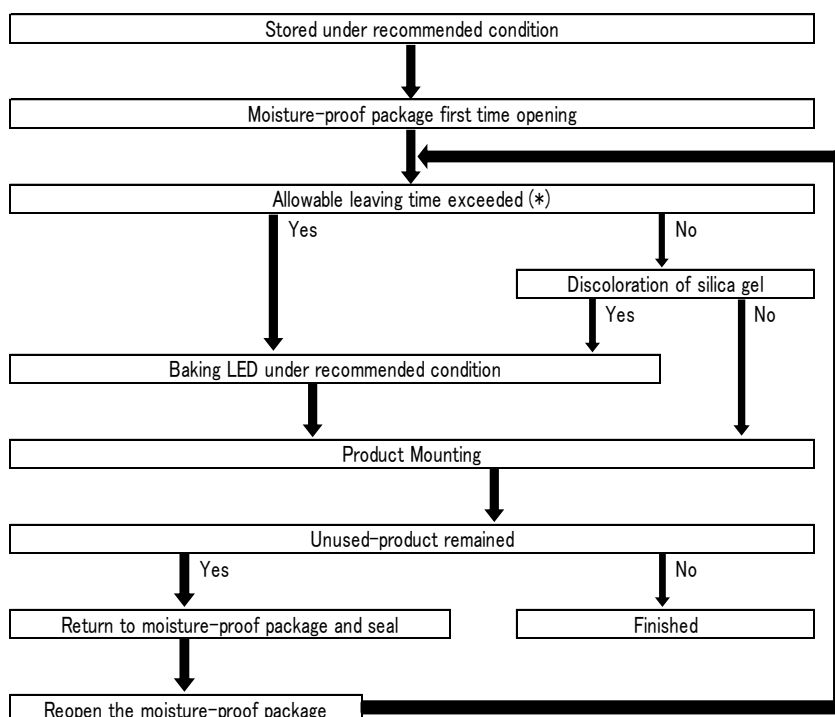 Stored under recommended condition
Moisture-proof package first time opening
Allowable leaving time exceeded (*)
Yes
No
Discoloration of silica gel
Yes
No
Baking LED under recommended condition
Product Mounting
Unused-product remained
Yes
No
Return to moisture-proof package and seal
Finished
Reopen the moisture-proof package